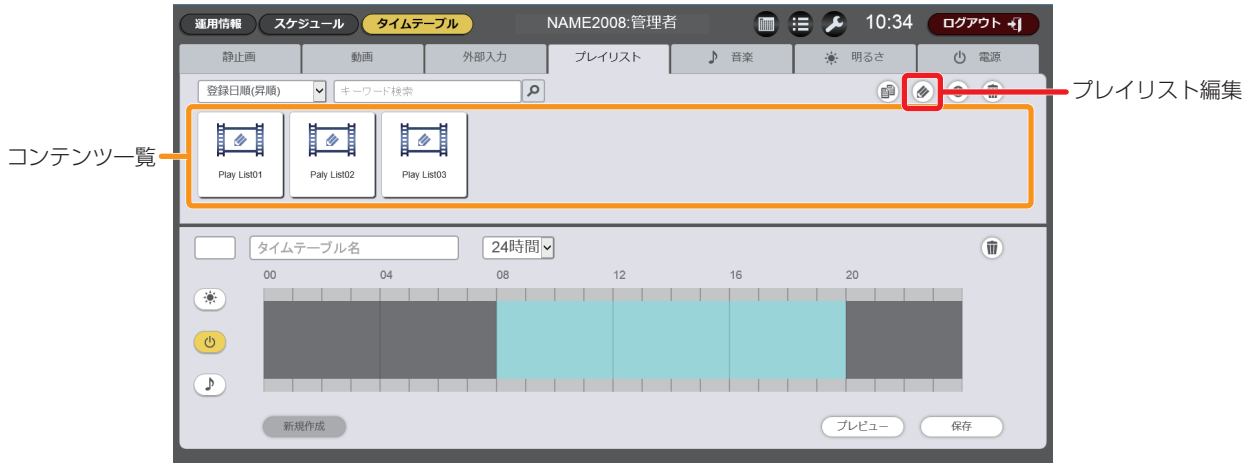 運用情報 スケジュール タイムテーブル NAME2008:管理者 10:34 ログアウト
静止画 動画 外部入力 プレイリスト 音楽 明るさ 電源
登録日順(昇順) キーワード検索
プレイリスト編集
コンテンツ一覧
Play List01 Paly List02 Play List03
タイムテーブル名 24時間
00 04 08 12 16 20
新規作成 プレビュー 保存